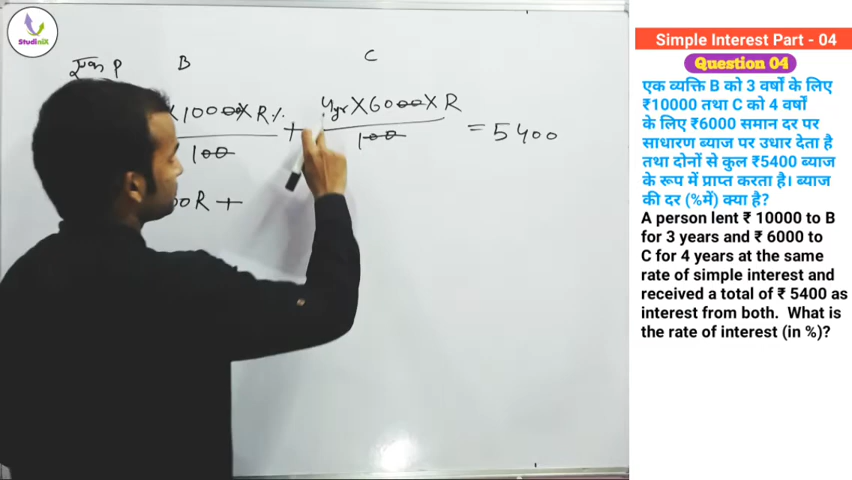 StudiniX
Simple Interest Part - 04
Question 04
एक व्यक्ति B को 3 वर्षों के लिए
₹10000 तथा C को 4 वर्षों
के लिए ₹6000 समान दर पर
साधारण ब्याज पर उधार देता है
तथा दोनों से कुल ₹5400 ब्याज
के रूप में प्राप्त करता है। ब्याज
की दर (%में) क्या है?
A person lent ₹ 10000 to B
for 3 years and ₹ 6000 to
C for 4 years at the same
rate of simple interest and
received a total of ₹ 5400 as
interest from both. What is
the rate of interest (in %)?
P B C
X 10000 X R% + 4yr X 6000 X R = 5400
100 100
00R +